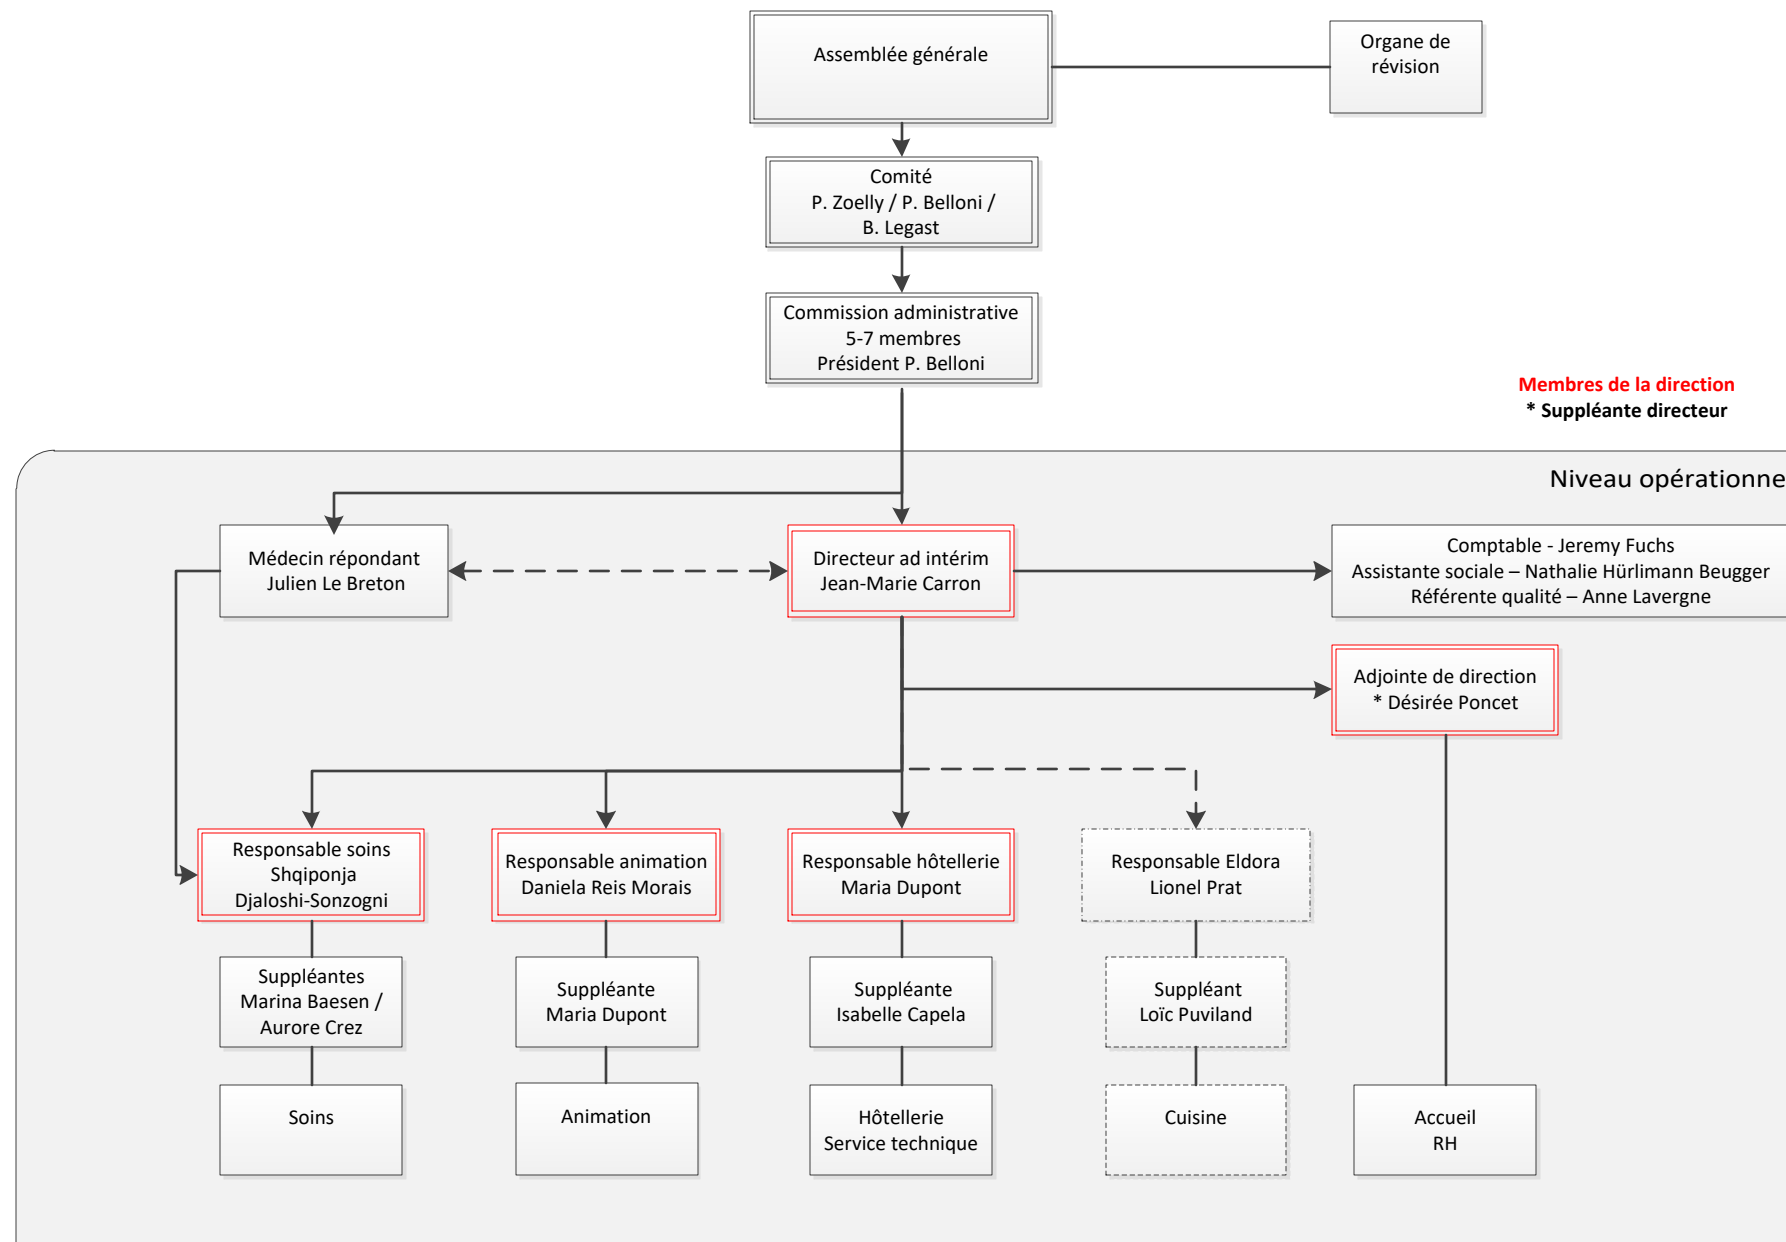 Assemblée générale
Organe de
révision
Comité
P. Zoelly / P. Belloni /
B. Legast
Commission administrative
5-7 membres
Président P. Belloni
Membres de la direction
* Suppléante directeur
Niveau opérationne
Médecin répondant
Julien Le Breton
Directeur ad intérim
Jean-Marie Carron
Comptable - Jeremy Fuchs
Assistante sociale – Nathalie Hürlimann Beugger
Référente qualité – Anne Lavergne
Adjointe de direction
* Désirée Poncet
Responsable soins
Shqiponja
Djaloshi-Sonzogni
Responsable animation
Daniela Reis Morais
Responsable hôtellerie
Maria Dupont
Responsable Eldora
Lionel Prat
Suppléantes
Marina Baesen /
Aurore Crez
Suppléante
Maria Dupont
Suppléante
Isabelle Capela
Suppléant
Loïc Puviland
Soins
Animation
Hôtellerie
Service technique
Cuisine
Accueil
RH